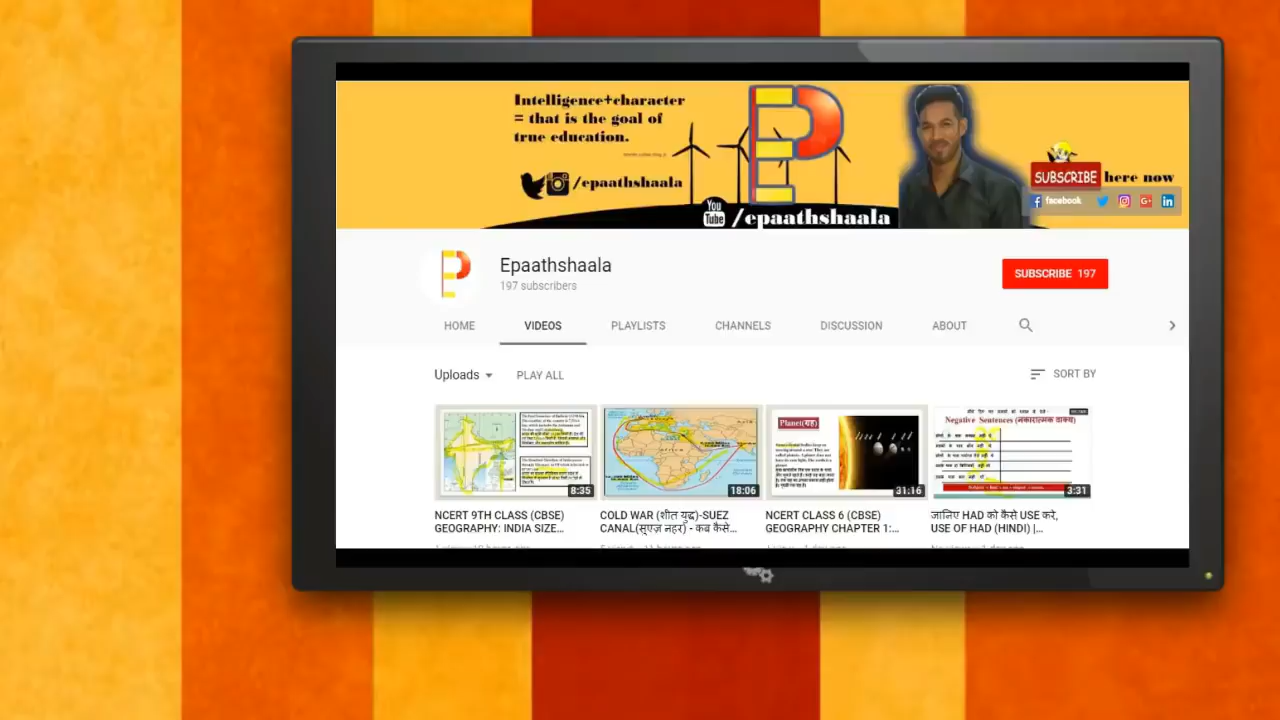 Intelligence+character
= that is the goal of
true education.
/epaathshaala
You
Tube /epaathshaala
SUBSCRIBE here now
facebook
Epaathshaala
197 subscribers
SUBSCRIBE 197
HOME VIDEOS PLAYLISTS CHANNELS DISCUSSION ABOUT
Uploads PLAY ALL SORT BY
8:35
18:06
Planet(ग्रह)
31:16
Negative Sentences (नकारात्मक वाक्य)
3:31
NCERT 9TH CLASS (CBSE)
GEOGRAPHY: INDIA SIZE...
COLD WAR (शीत युद्ध)-SUEZ
CANAL(सुएज़ नहर) - कब कैसे...
NCERT CLASS 6 (CBSE)
GEOGRAPHY CHAPTER 1:...
जानिए HAD को कैसे USE करे,
USE OF HAD (HINDI) |...